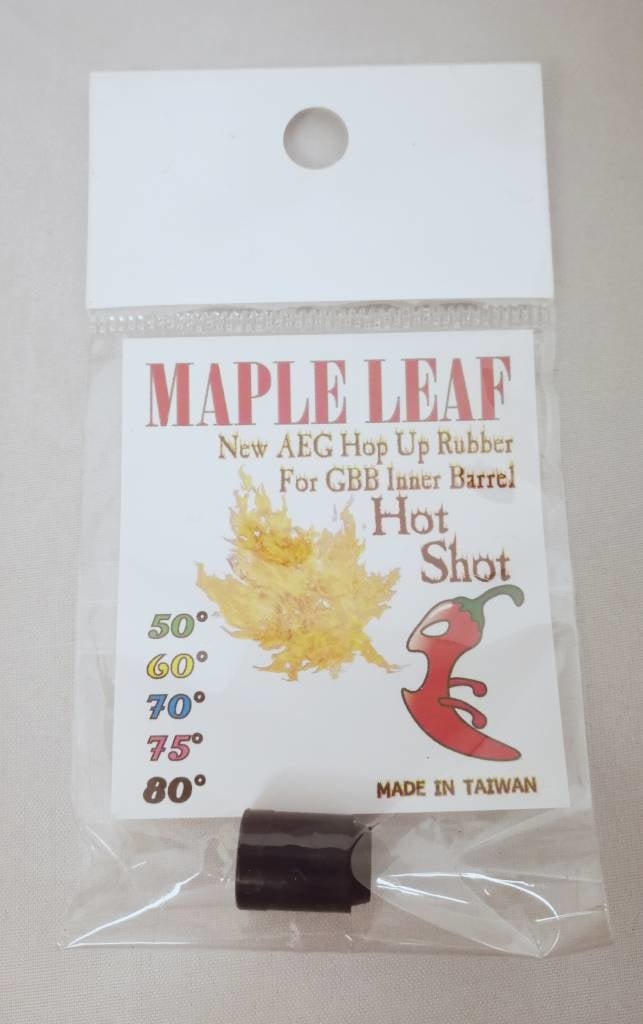 MAPLE LEAF
New AEG Hop Up Rubber
For GBB Inner Barrel
Hot
Shot
50°
60°
70°
75°
80°
MADE IN TAIWAN